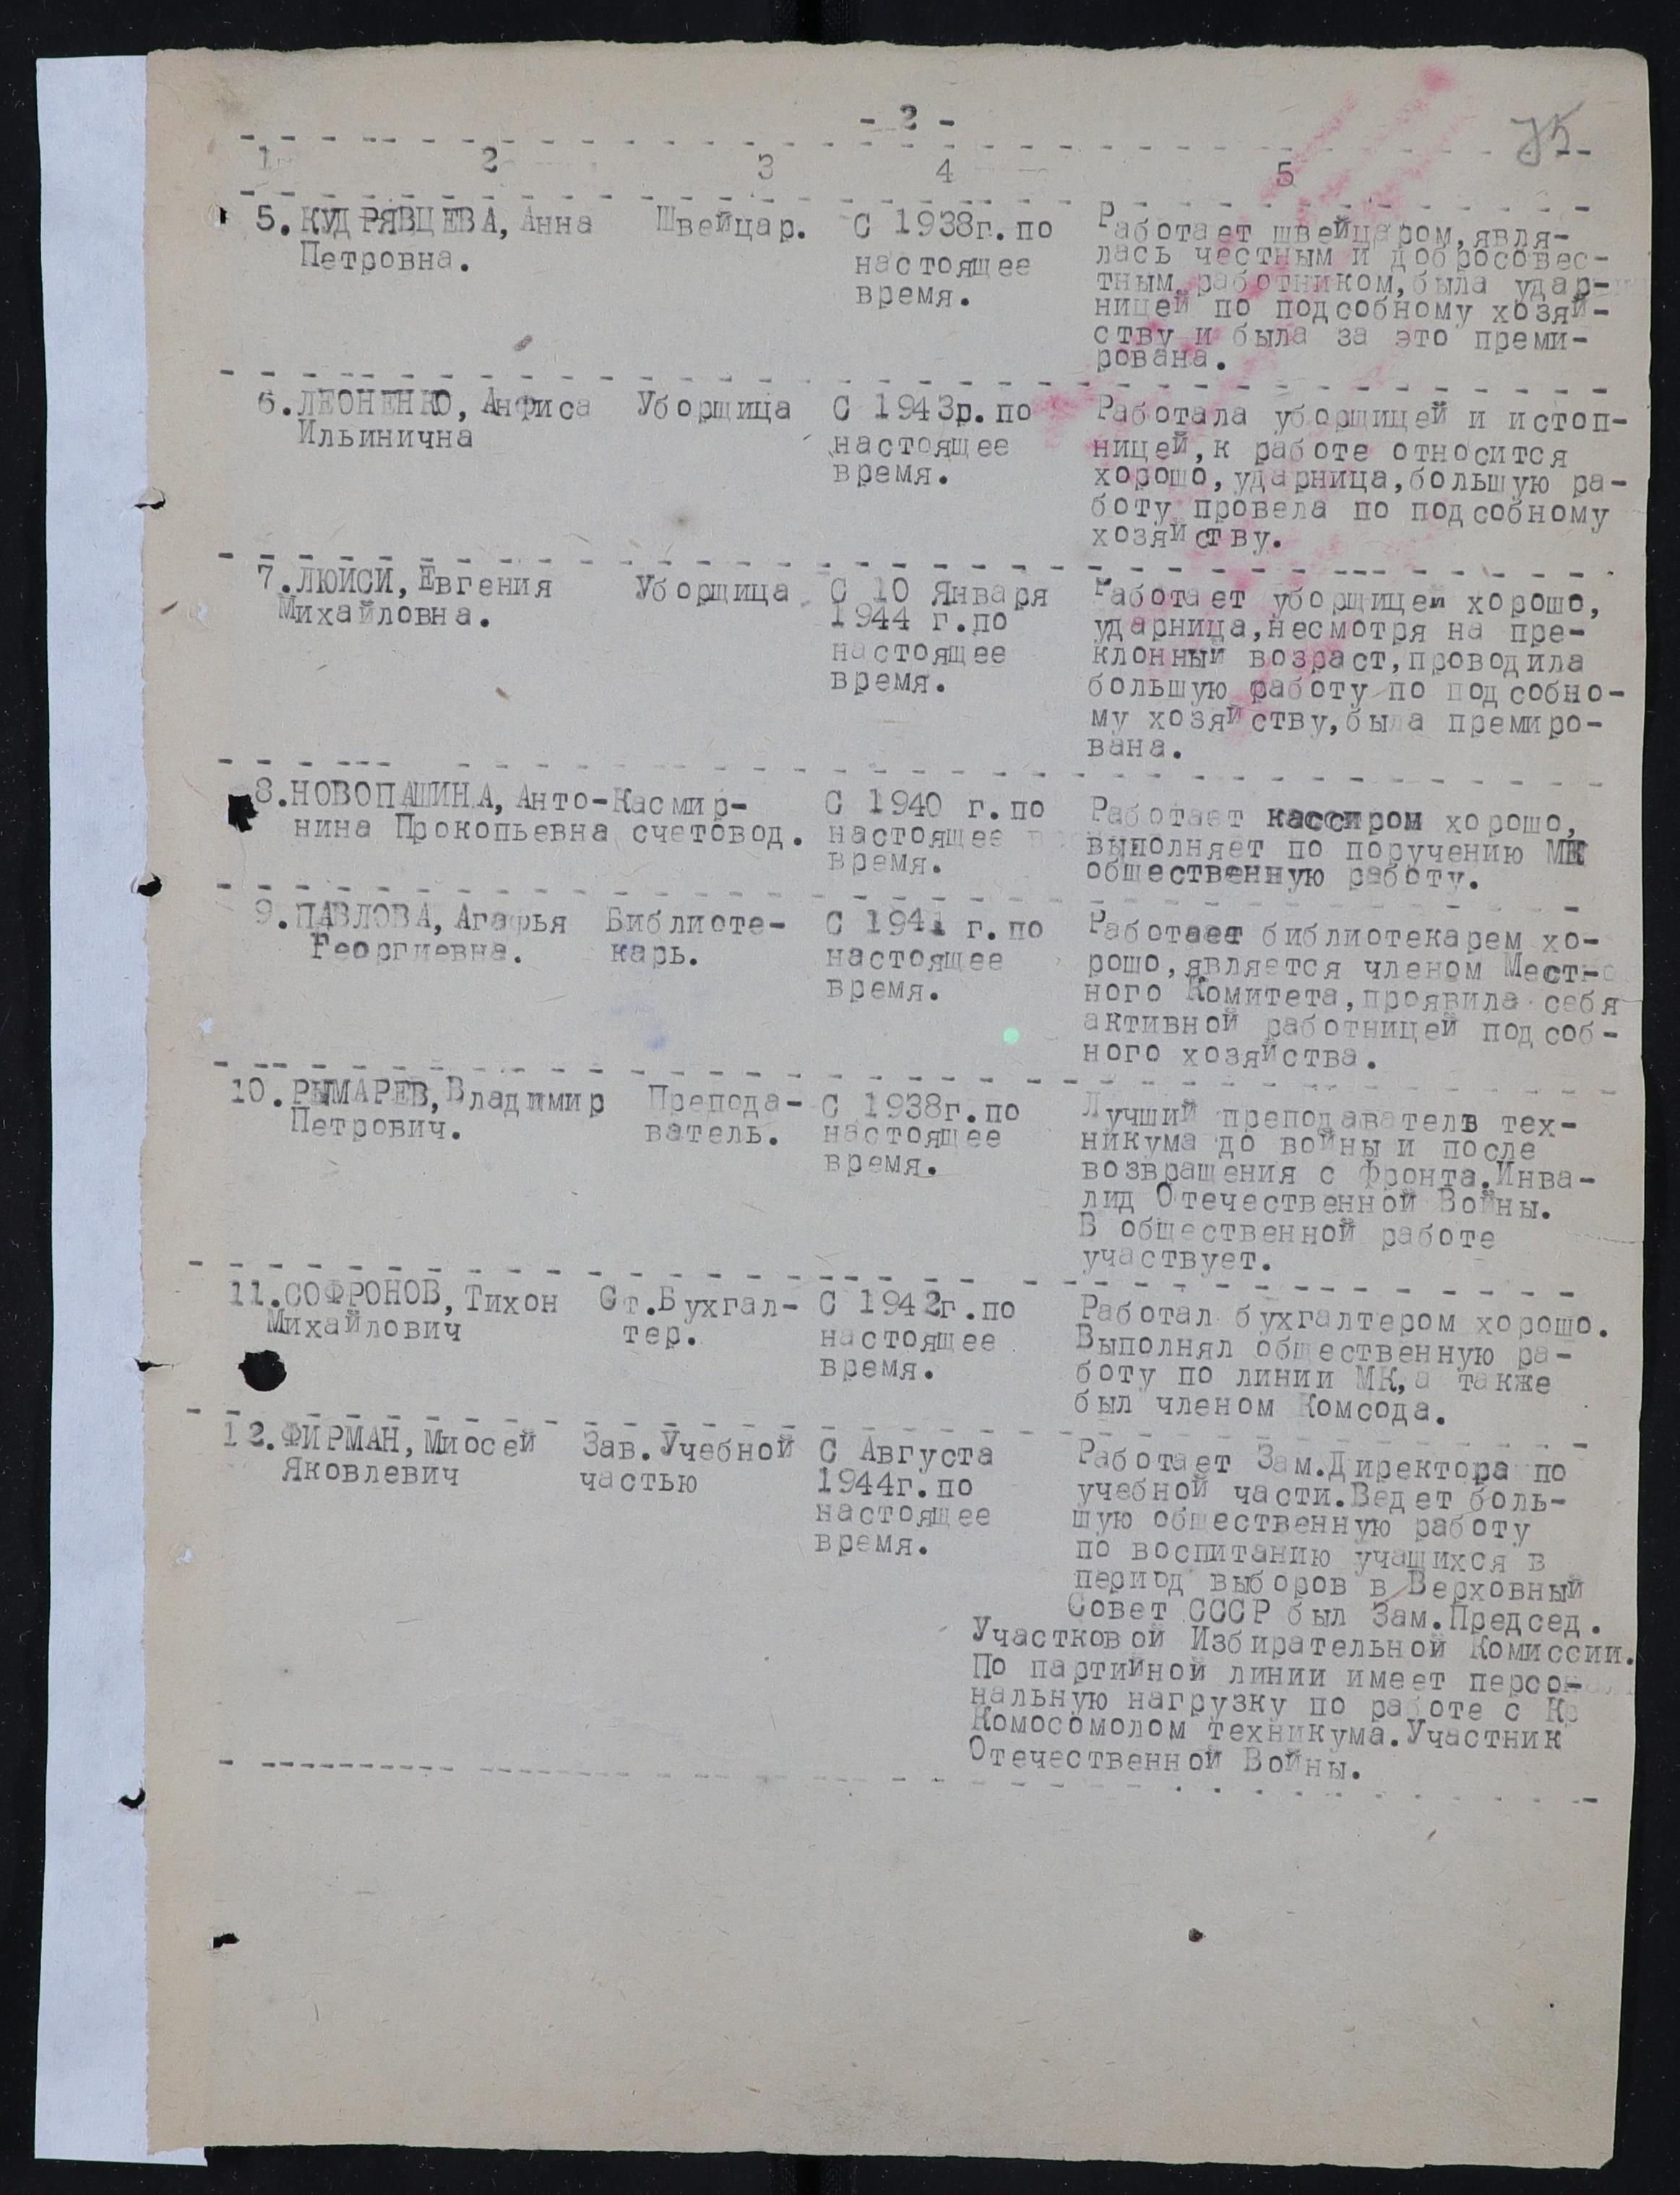 - 2 -
75
1 2 3 4 5
5. КУДРЯВЦЕВА, Анна Швейцар. С 1938г. по Работает швейцаром, явля-
Петровна. настоящее лась честным и добросовес-
время. тным работником, была удар-
ницей по подсобному хозяй-
ству и была за это преми-
рована.
6. ЛЕОНЕНКО, Анфиса Уборщица С 1943г. по Работала уборщицей и истоп-
Ильинична настоящее ницей, к работе относится
время. хорошо, ударница, большую ра-
боту провела по подсобному
хозяйству.
7. ЛЮИСИ, Евгения Уборщица С 10 Января Работает уборщицей хорошо,
Михайловна. 1944 г. по ударница, несмотря на пре-
настоящее клонный возраст, проводила
время. большую работу по подсобно-
му хозяйству, была премиро-
вана.
8. НОВОПАШИНА, Анто- Касмир- С 1940 г. по Работает кассиром хорошо,
нина Прокопьевна счетовод. настоящее выполняет по поручению МК
время. общественную работу.
9. ПАВЛОВА, Агафья Библиоте- С 1941 г. по Работает библиотекарем хо-
Георгиевна. карь. настоящее рошо, является членом Мест-
время. ного Комитета, проявила себя
активной работницей подсоб-
ного хозяйства.
10. РЫМАРЕВ, Владимир Препода- С 1938г. по Лучший преподаватель тех-
Петрович. ватель. настоящее никума до войны и после
время. возвращения с фронта. Инва-
лид Отечественной Войны.
В общественной работе
участвует.
11. СОФРОНОВ, Тихон Ст. Бухгал- С 1942г. по Работал бухгалтером хорошо.
Михайлович тер. настоящее Выполнял общественную ра-
время. боту по линии МК, а также
был членом Комсода.
12. ФИРМАН, Миосей Зав. Учебной С Августа Работает Зам. Директора по
Яковлевич частью 1944г. по учебной части. Ведет боль-
настоящее шую общественную работу
время. по воспитанию учащихся в
период выборов в Верховный
Совет СССР был Зам. Председ.
Участковой Избирательной Комиссии.
По партийной линии имеет персо-
нальную нагрузку по работе с
Комосомолом техникума. Участник
Отечественной Войны.